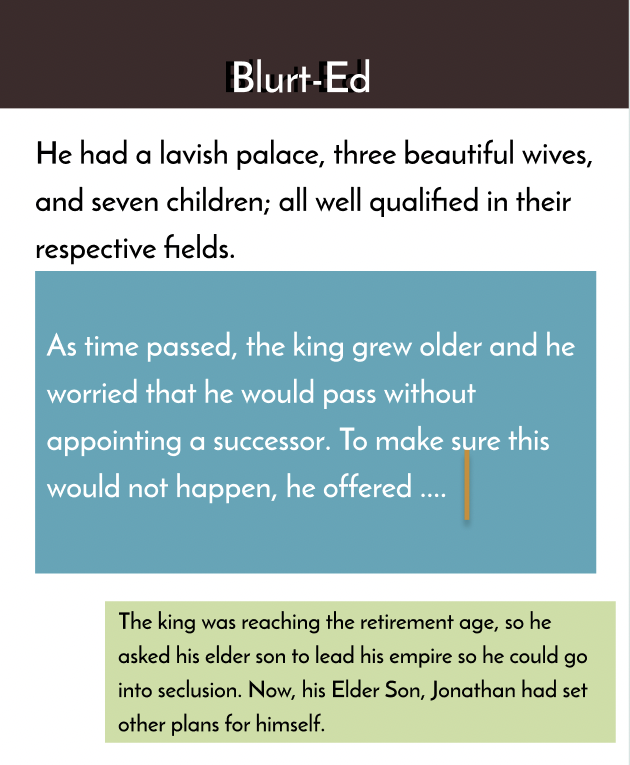 Blurt-Ed
He had a lavish palace, three beautiful wives,
and seven children; all well qualified in their
respective fields.
As time passed, the king grew older and he
worried that he would pass without
appointing a successor. To make sure this
would not happen, he offered ....
The king was reaching the retirement age, so he
asked his elder son to lead his empire so he could go
into seclusion. Now, his Elder Son, Jonathan had set
other plans for himself.